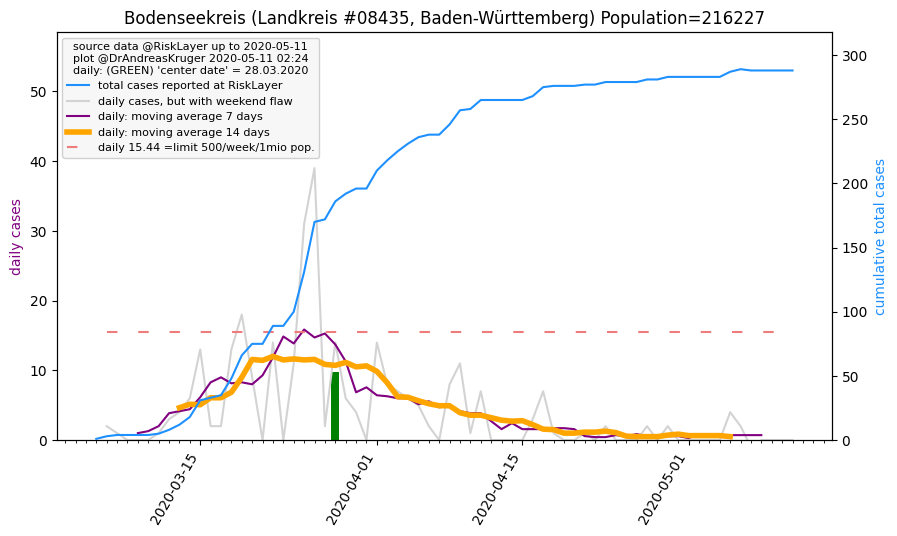 Bodenseekreis (Landkreis #08435, Baden-Württemberg) Population=216227
source data @RiskLayer up to 2020-05-11
plot @DrAndreasKruger 2020-05-11 02:24
daily: (GREEN) 'center date' = 28.03.2020
total cases reported at RiskLayer
daily cases, but with weekend flaw
daily: moving average 7 days
daily: moving average 14 days
daily 15.44 =limit 500/week/1mio pop.
daily cases
0
10
20
30
40
50
cumulative total cases
0
50
100
150
200
250
300
2020-03-15
2020-04-01
2020-04-15
2020-05-01